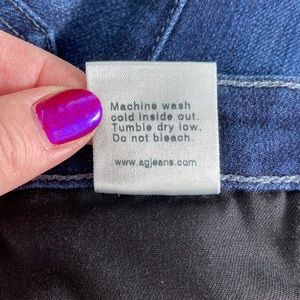 Machine wash
cold inside out.
Tumble dry low.
Do not bleach.
www.agjeans.com